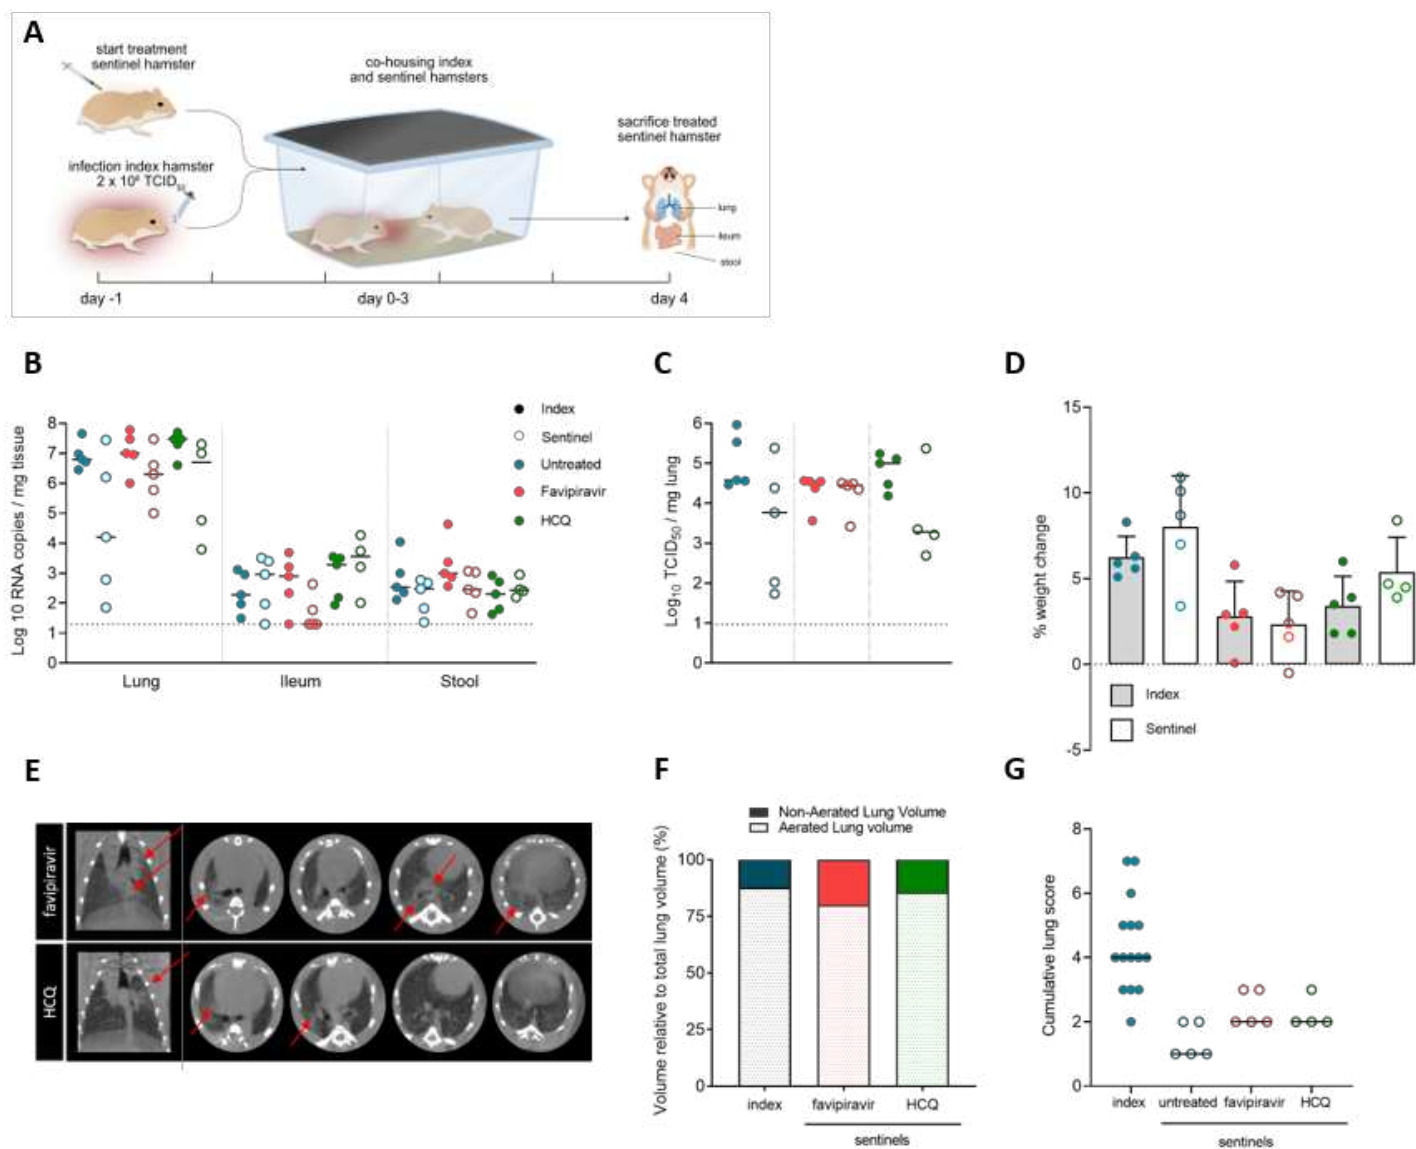 A
start treatment
sentinel hamster
co-housing index
and sentinel hamsters
sacrifice treated
sentinel hamster
infection index hamster
2 x 10⁶ TCID50
lung
ileum
stool
day -1
day 0-3
day 4
B
Log 10 RNA copies / mg tissue
8
7
6
5
4
3
2
1
0
Lung
Ileum
Stool
Index
Sentinel
Untreated
Favipiravir
HCQ
C
Log10 TCID50 / mg lung
6
5
4
3
2
1
0
D
% weight change
15
10
5
0
-5
Index
Sentinel
E
favipiravir
HCQ
F
Non-Aerated Lung Volume
Aerated Lung volume
Volume relative to total lung volume (%)
100
75
50
25
0
index
favipiravir
HCQ
sentinels
G
Cumulative lung score
8
6
4
2
0
index
untreated
favipiravir
HCQ
sentinels